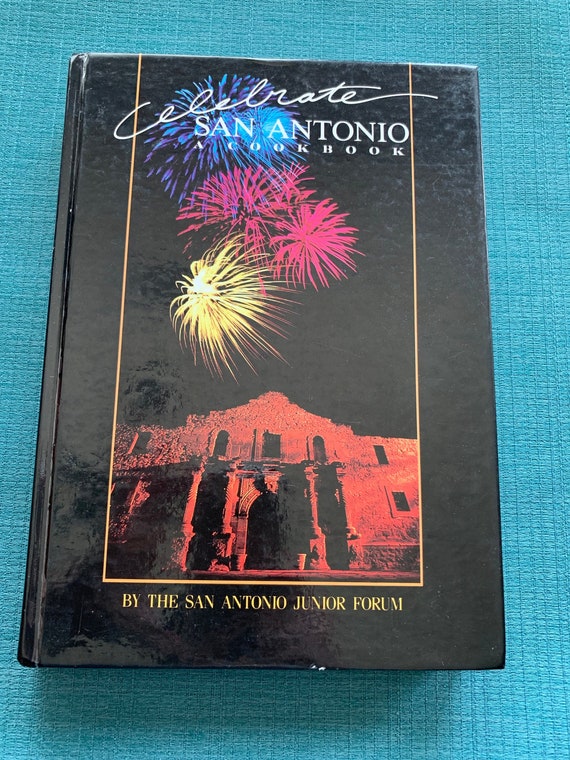 Celebrate
SAN ANTONIO
A COOKBOOK
BY THE SAN ANTONIO JUNIOR FORUM